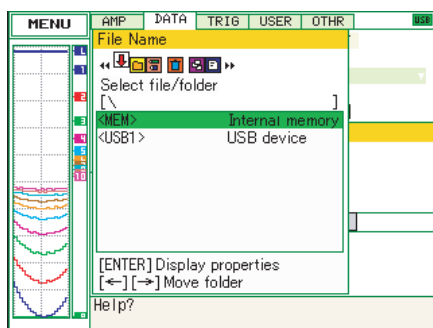 MENU AMP DATA TRIG USER OTHR USB
File Name
Select file/folder
[\ ]
<MEM> Internal memory
<USB1> USB device
[ENTER] Display properties
[←][→] Move folder
Help?